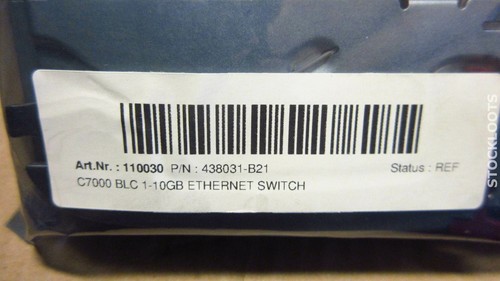 Art.Nr. : 110030 P/N : 438031-B21 Status : REF
C7000 BLC 1-10GB ETHERNET SWITCH
STOCKLOOTS